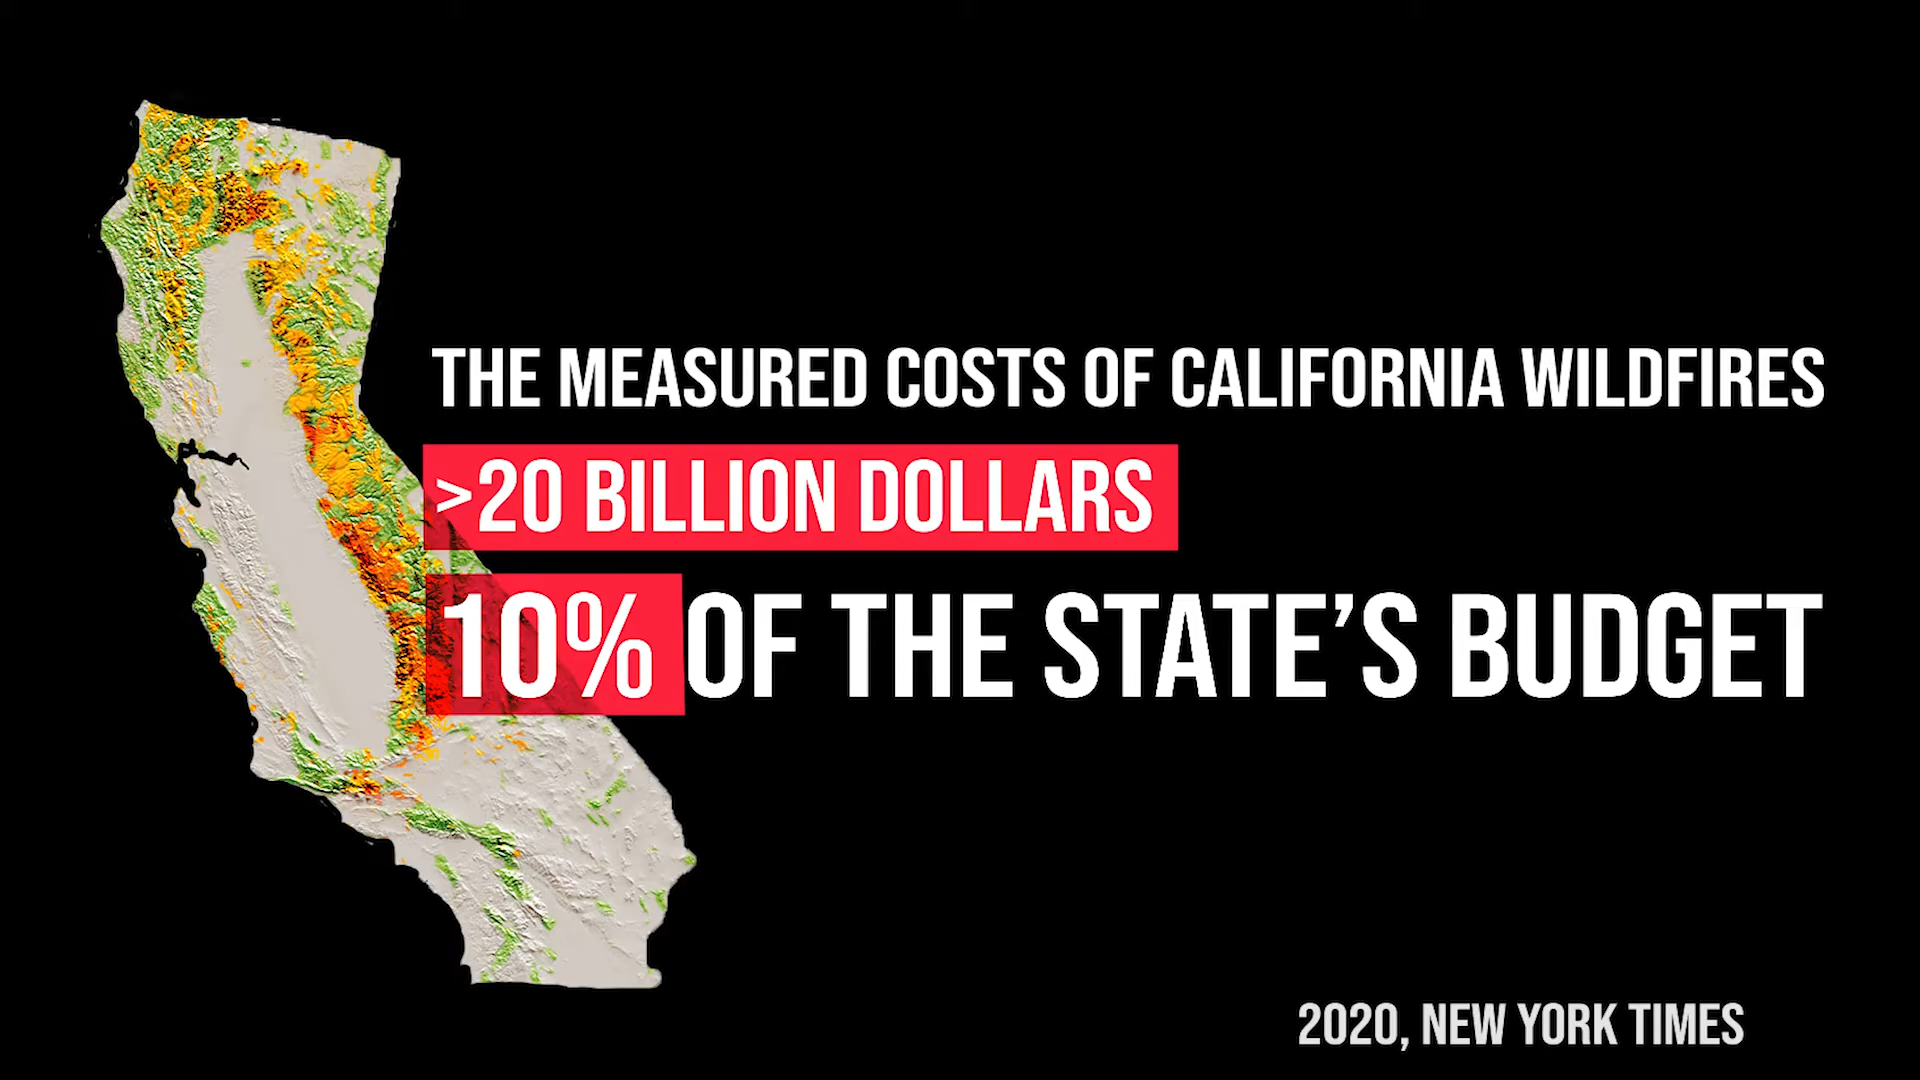 THE MEASURED COSTS OF CALIFORNIA WILDFIRES
>20 BILLION DOLLARS
10% OF THE STATE’S BUDGET
2020, NEW YORK TIMES